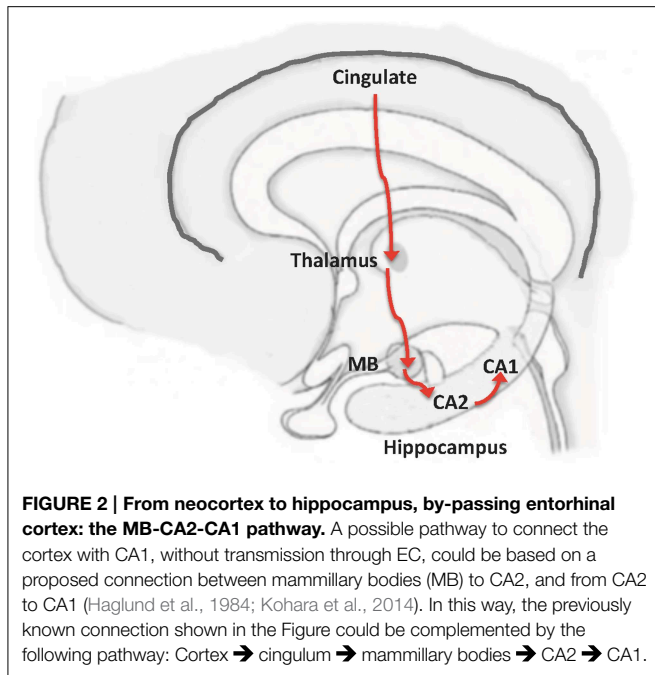 Cingulate
Thalamus
MB
CA1
CA2
Hippocampus
FIGURE 2 | From neocortex to hippocampus, by-passing entorhinal
cortex: the MB-CA2-CA1 pathway. A possible pathway to connect the
cortex with CA1, without transmission through EC, could be based on a
proposed connection between mammillary bodies (MB) to CA2, and from CA2
to CA1 (Haglund et al., 1984; Kohara et al., 2014). In this way, the previously
known connection shown in the Figure could be complemented by the
following pathway: Cortex ➔ cingulum ➔ mammillary bodies ➔ CA2 ➔ CA1.